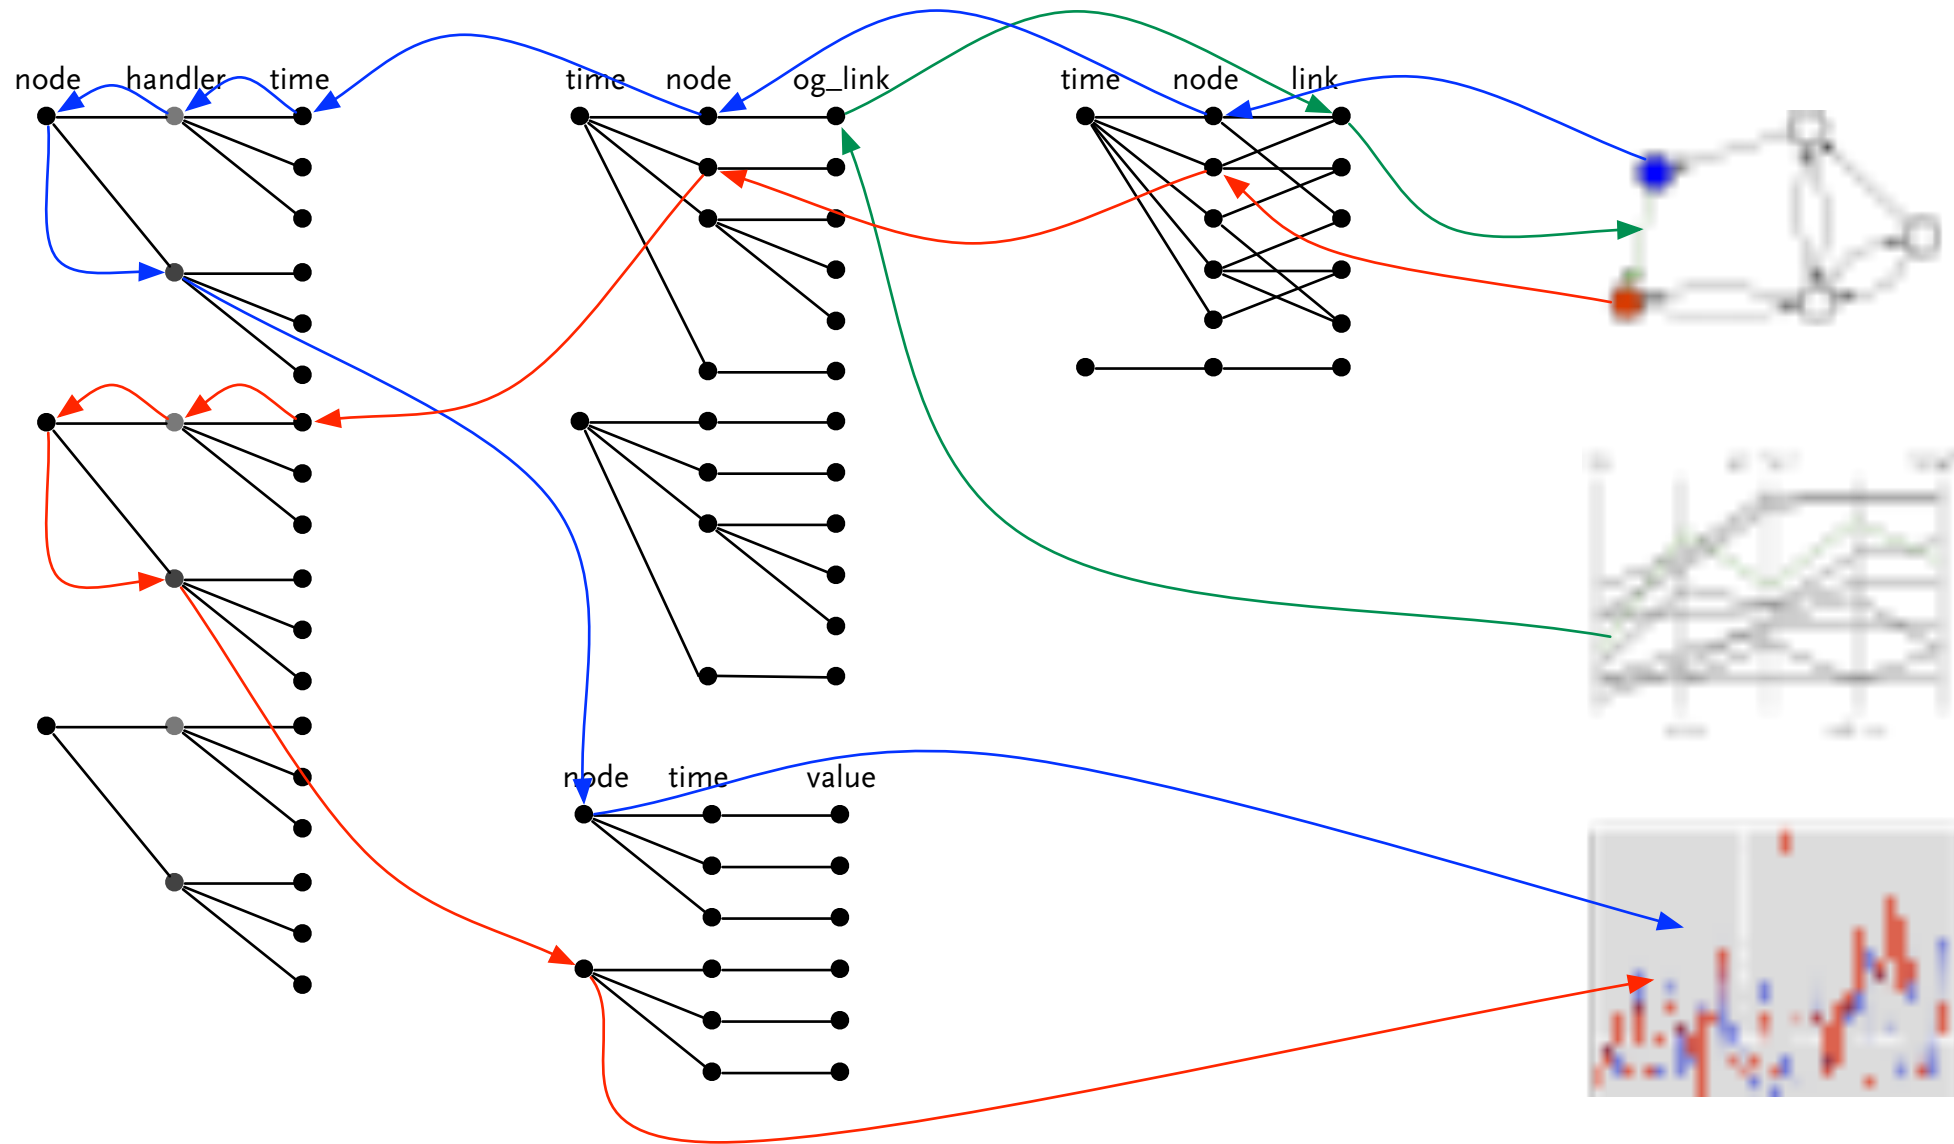 node handler time
time node og_link
time node link
node time value